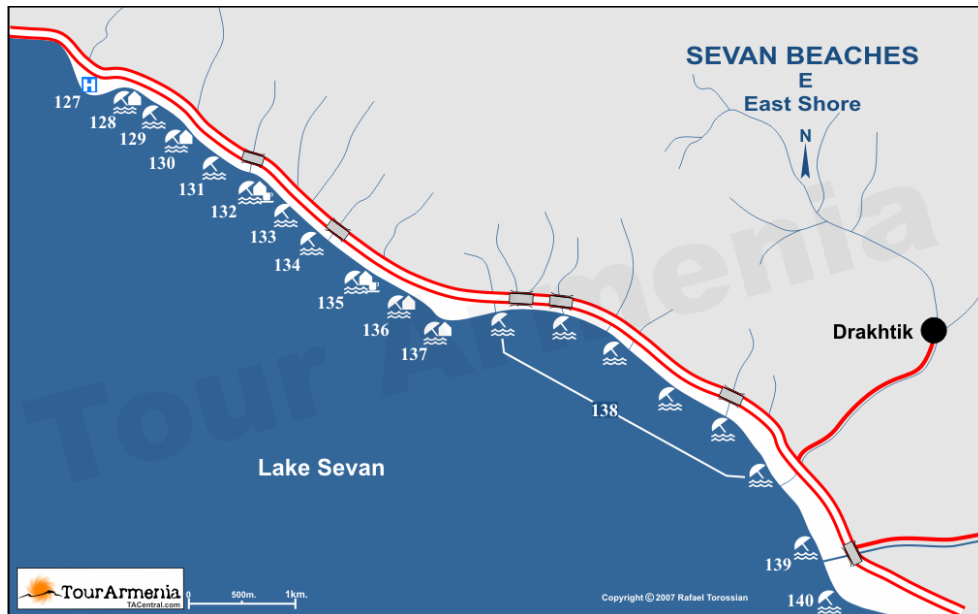 SEVAN BEACHES
E
East Shore
N
127
128
129
130
131
132
133
134
135
136
137
138
139
140
H
Drakhtik
Lake Sevan
Tour Armenia
TourArmenia
TACentral.com
0 500m. 1km.
Copyright © 2007 Rafael Torossian